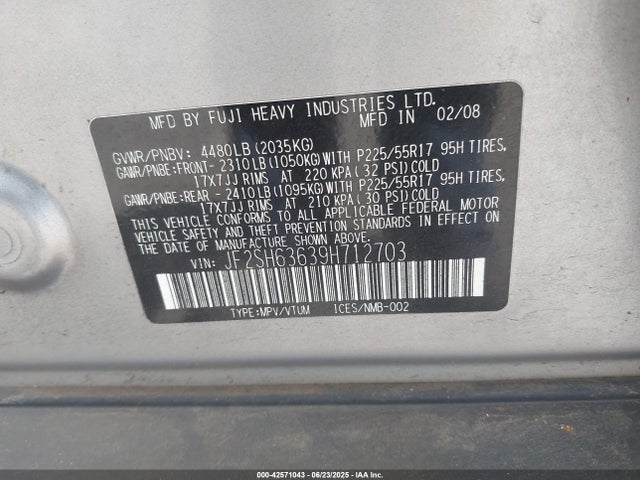 MFD BY FUJI HEAVY INDUSTRIES LTD.
MFD IN 02/08
GVWR/PNBV: 4480LB(2035KG)
GAWR/PNBE:FRONT-2310LB(1050KG)WITH P225/55R17 95H TIRES,
17X7JJ RIMS AT 220 KPA(32 PSI)COLD
GAWR/PNBE:REAR -2410LB(1095KG)WITH P225/55R17 95H TIRES,
17X7JJ RIMS AT 210 KPA(30 PSI)COLD
THIS VEHICLE CONFORMS TO ALL APPLICABLE FEDERAL MOTOR
VEHICLE SAFETY AND THEFT PREVENTION STANDARDS IN EFFECT ON
THE DATE OF MANUFACTURE SHOWN ABOVE.
VIN: JF2SH63639H712703
TYPE:MPV/VTUM ICES/NMB-002
000-42571043 - 06/23/2025 - IAA Inc.